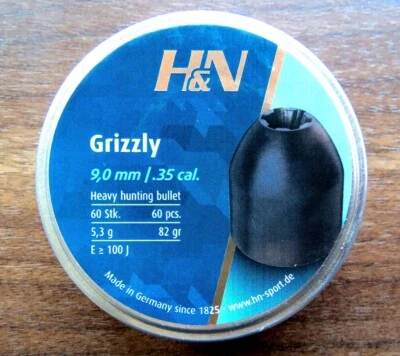 H&N
Grizzly
9,0 mm / .35 cal.
Heavy hunting bullet
60 Stk. 60 pcs.
5,3 g 82 gr
E ≥ 100 J
Made in Germany since 1825
www.hn-sport.de